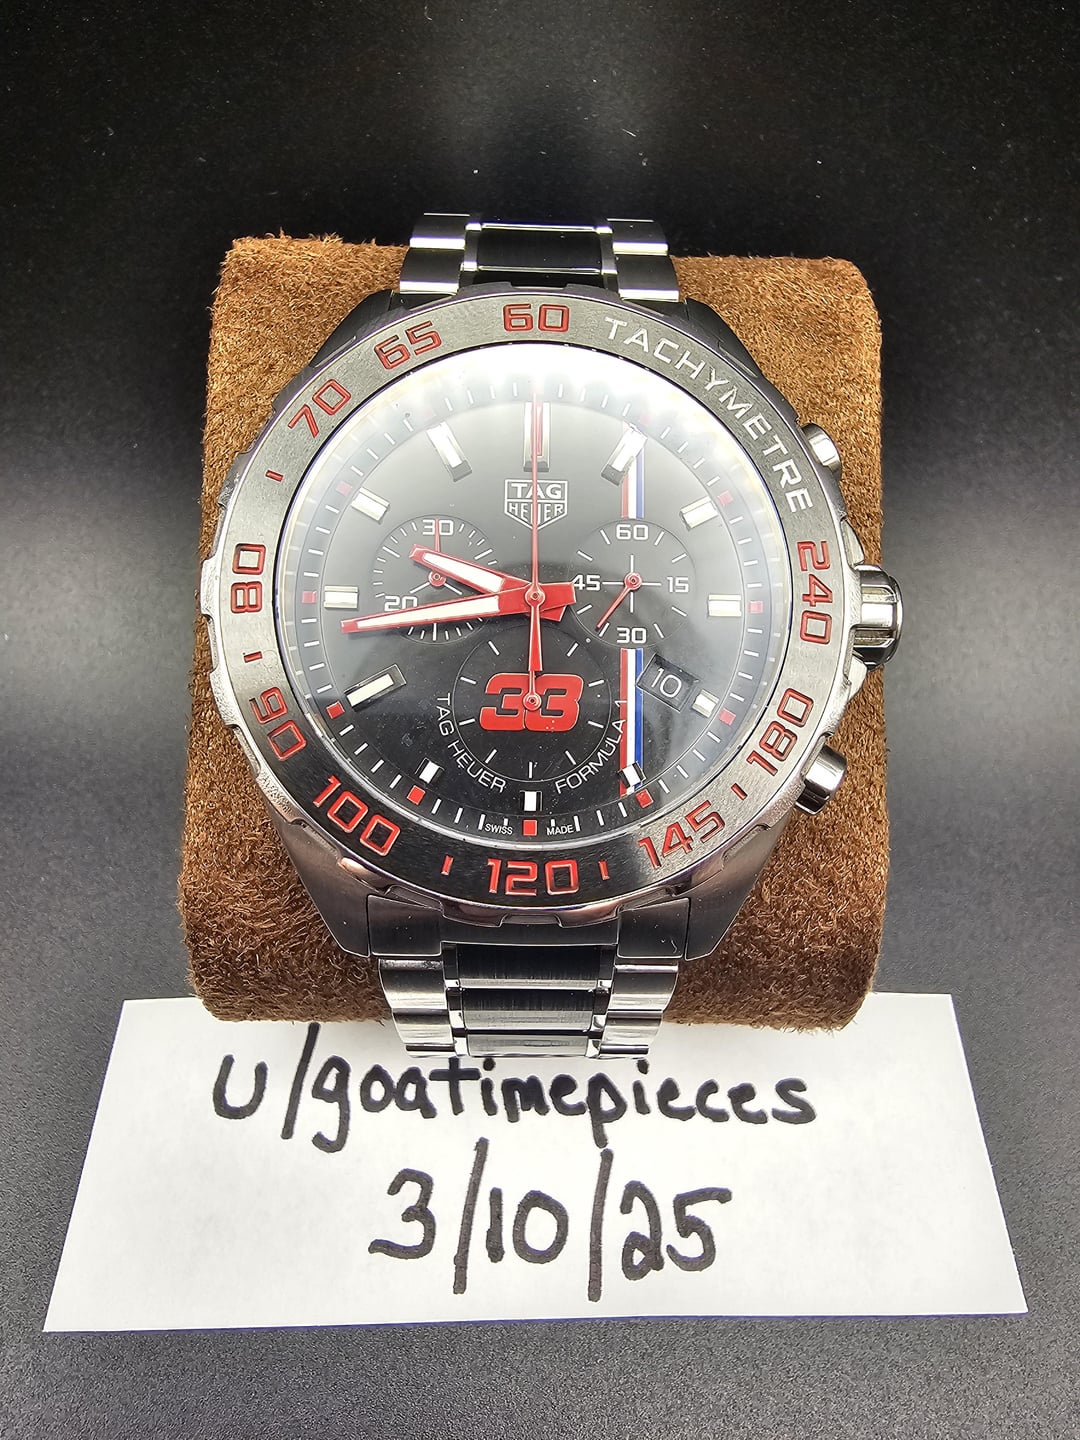 60
TACHYMETRE
65
70
240
80
180
90
145
100
120
TAG
HEUER
30
20
60
45
15
30
10
33
TAG HEUER
FORMULA 1
SWISS MADE
u/goatimepieces
3/10/25